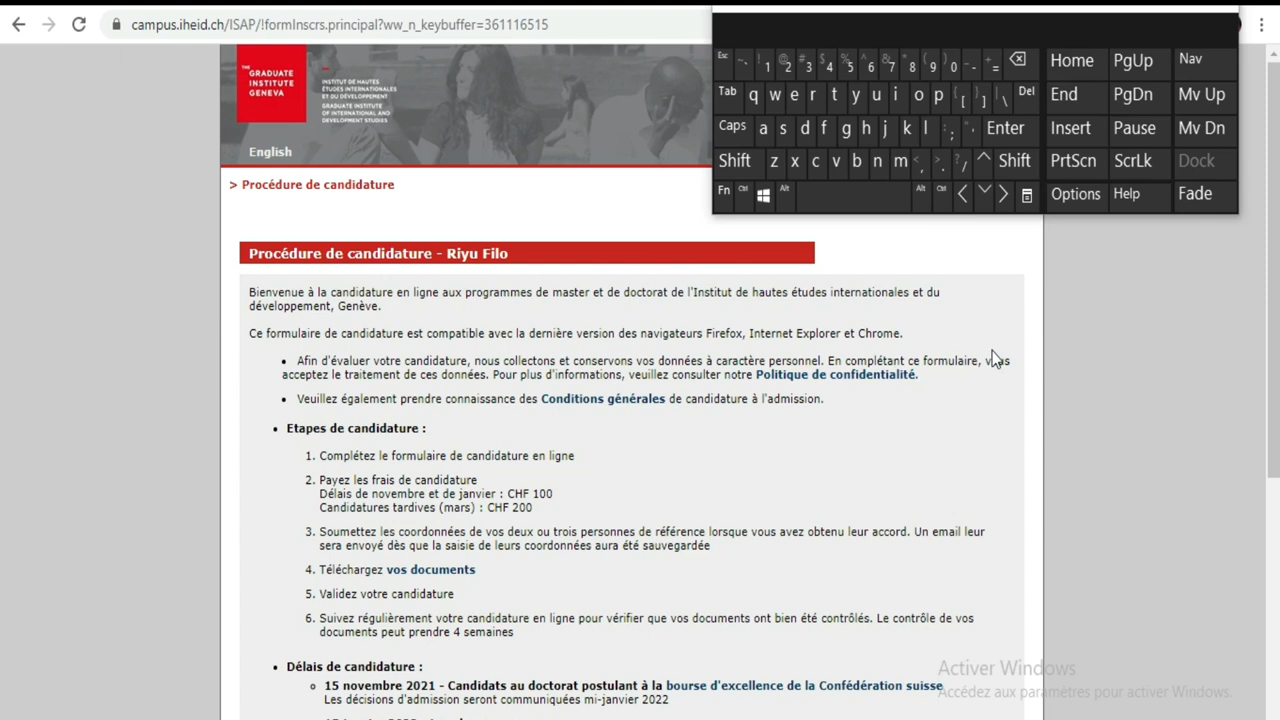 campus.iheid.ch/ISAP/!formInscrs.principal?ww_n_keybuffer=361116515
THE
GRADUATE
INSTITUTE
GENEVA
INSTITUT DE HAUTES
ÉTUDES INTERNATIONALES
ET DU DÉVELOPPEMENT
GRADUATE INSTITUTE
OF INTERNATIONAL AND
DEVELOPMENT STUDIES
English
> Procédure de candidature
Esc ~ ` ! 1 @ 2 # 3 $ 4 % 5 ^ 6 & 7 * 8 ( 9 ) 0 _ - + = Home PgUp Nav
Tab q w e r t y u i o p { [ } ] | \ Del End PgDn Mv Up
Caps a s d f g h j k l : ; " ' Enter Insert Pause Mv Dn
Shift z x c v b n m < , > . ? / Shift PrtScn ScrLk Dock
Fn Ctrl Alt Alt Ctrl Options Help Fade
Procédure de candidature - Riyu Filo
Bienvenue à la candidature en ligne aux programmes de master et de doctorat de l'Institut de hautes études internationales et du
développement, Genève.
Ce formulaire de candidature est compatible avec la dernière version des navigateurs Firefox, Internet Explorer et Chrome.
• Afin d'évaluer votre candidature, nous collectons et conservons vos données à caractère personnel. En complétant ce formulaire, vous
acceptez le traitement de ces données. Pour plus d'informations, veuillez consulter notre Politique de confidentialité.
• Veuillez également prendre connaissance des Conditions générales de candidature à l'admission.
• Etapes de candidature :
1. Complétez le formulaire de candidature en ligne
2. Payez les frais de candidature
Délais de novembre et de janvier : CHF 100
Candidatures tardives (mars) : CHF 200
3. Soumettez les coordonnées de vos deux ou trois personnes de référence lorsque vous avez obtenu leur accord. Un email leur
sera envoyé dès que la saisie de leurs coordonnées aura été sauvegardée
4. Téléchargez vos documents
5. Validez votre candidature
6. Suivez régulièrement votre candidature en ligne pour vérifier que vos documents ont bien été contrôlés. Le contrôle de vos
documents peut prendre 4 semaines
• Délais de candidature :
15 novembre 2021 - Candidats au doctorat postulant à la bourse d'excellence de la Confédération suisse
Les décisions d'admission seront communiquées mi-janvier 2022
Activer Windows
Accédez aux paramètres pour activer Windows.